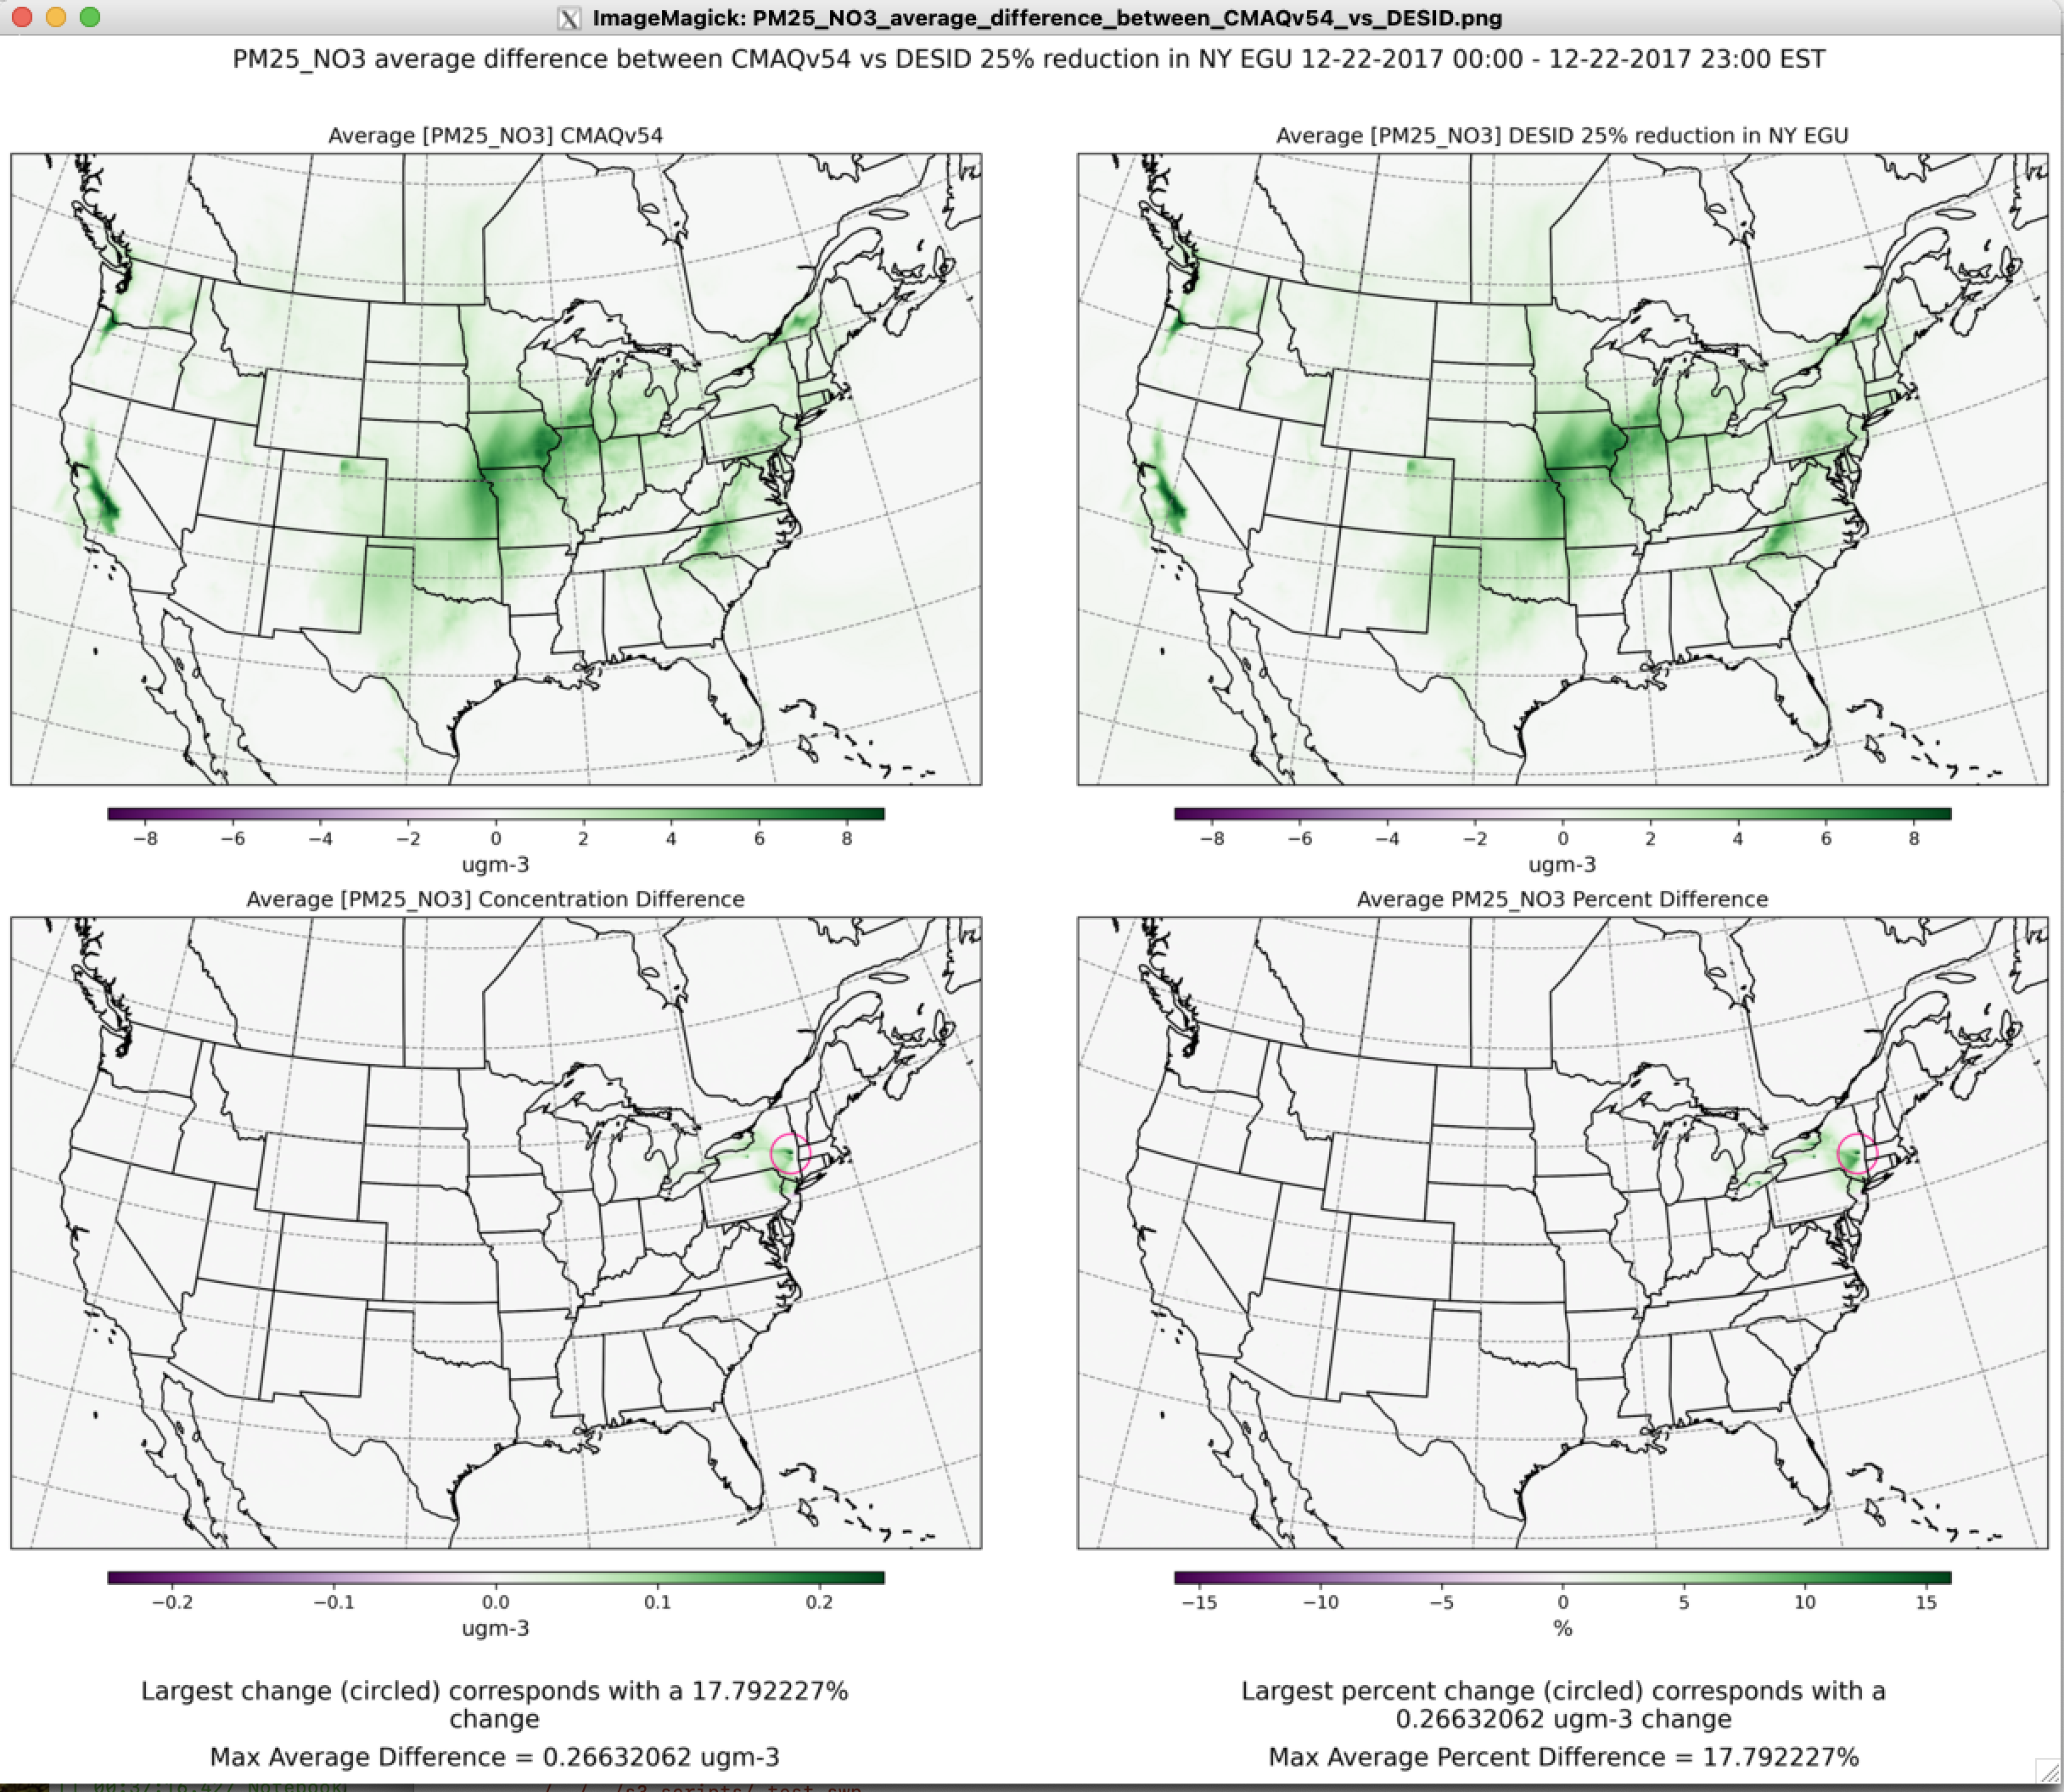 ImageMagick: PM25_NO3_average_difference_between_CMAQv54_vs_DESID.png
PM25_NO3 average difference between CMAQv54 vs DESID 25% reduction in NY EGU 12-22-2017 00:00 - 12-22-2017 23:00 EST
Average [PM25_NO3] CMAQv54
Average [PM25_NO3] DESID 25% reduction in NY EGU
−8 −6 −4 −2 0 2 4 6 8
ugm-3
−8 −6 −4 −2 0 2 4 6 8
ugm-3
Average [PM25_NO3] Concentration Difference
Average PM25_NO3 Percent Difference
−0.2 −0.1 0.0 0.1 0.2
ugm-3
−15 −10 −5 0 5 10 15
%
Largest change (circled) corresponds with a 17.792227%
change
Max Average Difference = 0.26632062 ugm-3
Largest percent change (circled) corresponds with a
0.26632062 ugm-3 change
Max Average Percent Difference = 17.792227%